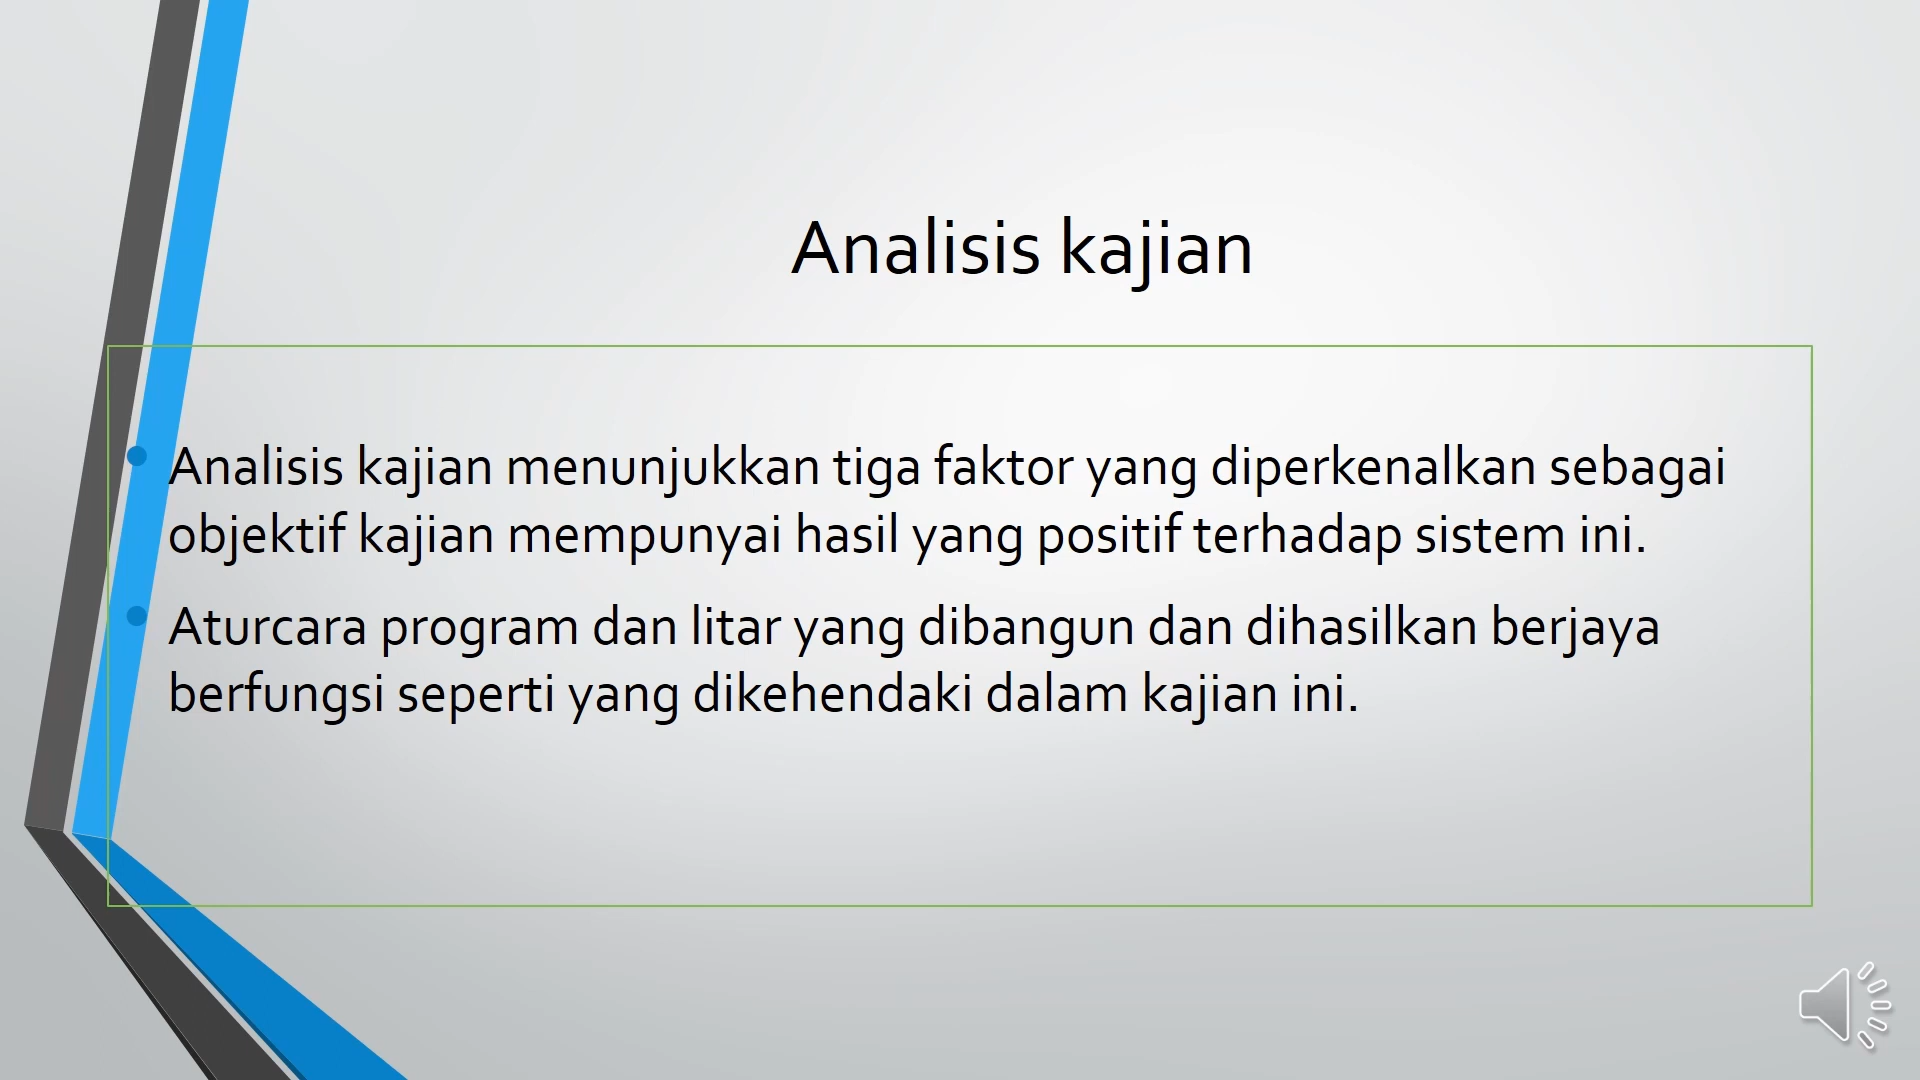 Analisis kajian
• Analisis kajian menunjukkan tiga faktor yang diperkenalkan sebagai
objektif kajian mempunyai hasil yang positif terhadap sistem ini.
• Aturcara program dan litar yang dibangun dan dihasilkan berjaya
berfungsi seperti yang dikehendaki dalam kajian ini.